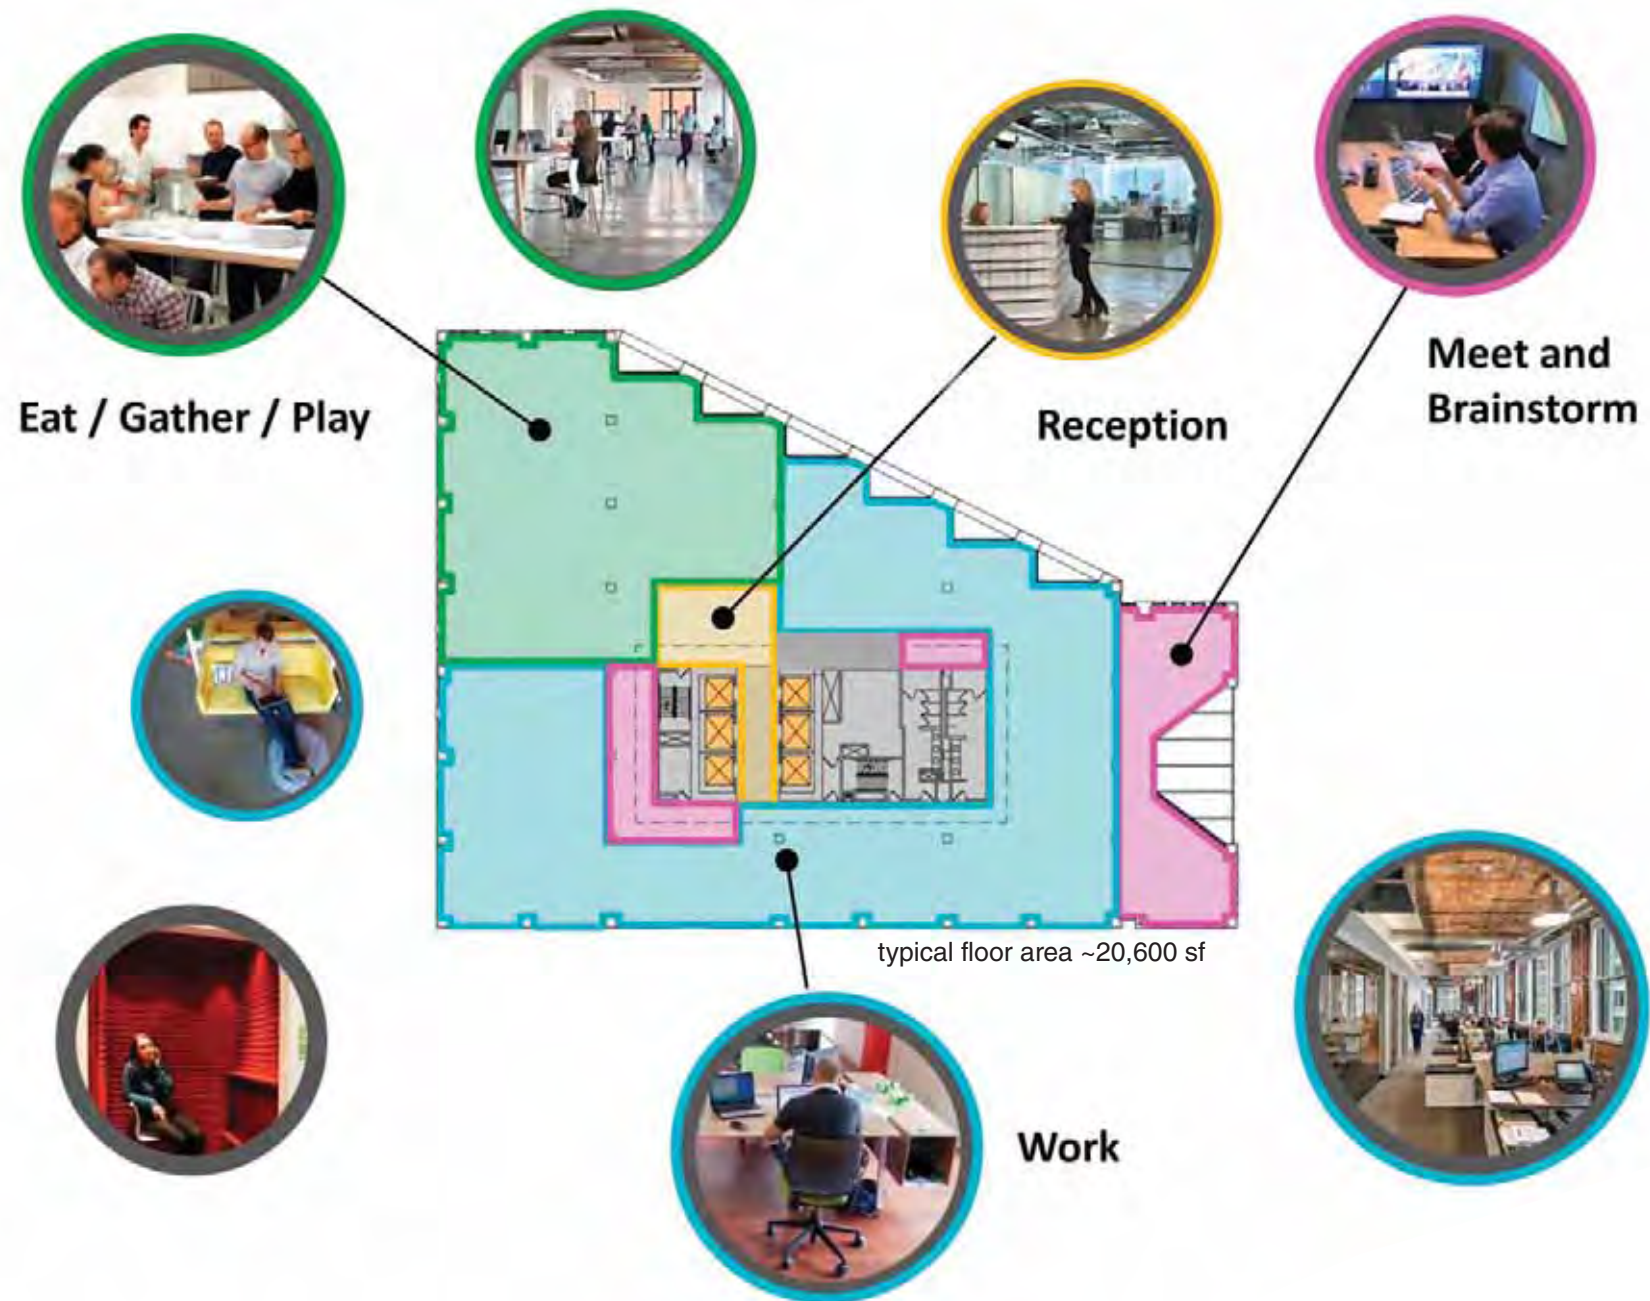 Eat / Gather / Play
Reception
Meet and
Brainstorm
typical floor area ~20,600 sf
Work